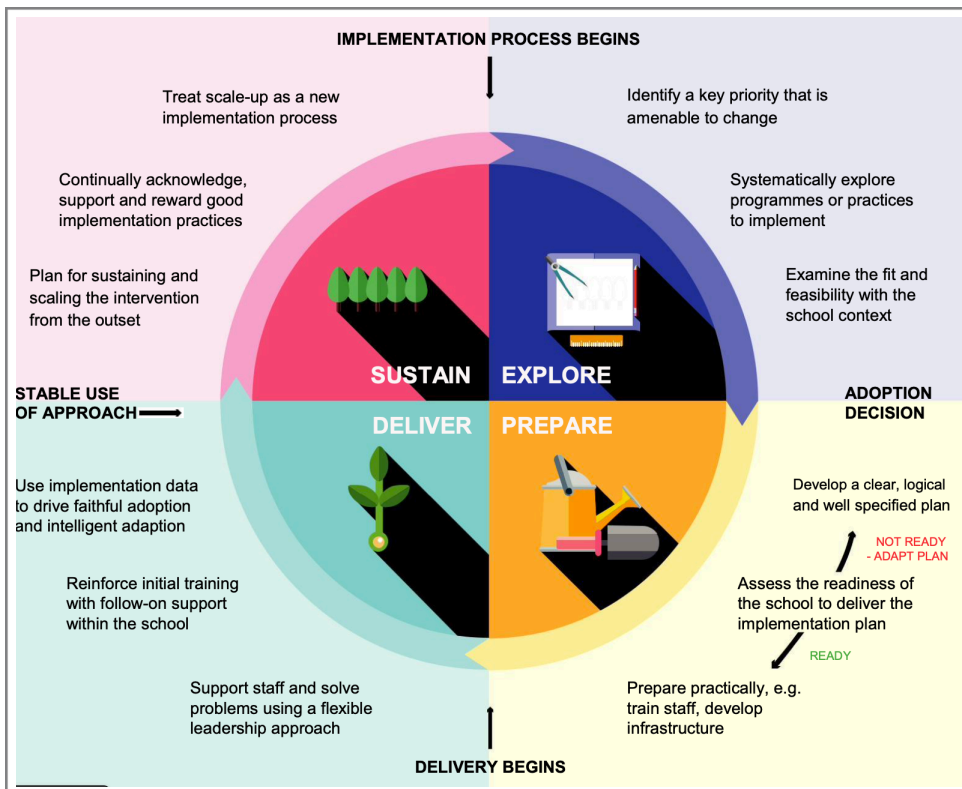 IMPLEMENTATION PROCESS BEGINS
Treat scale-up as a new
implementation process
Identify a key priority that is
amenable to change
Continually acknowledge,
support and reward good
implementation practices
Systematically explore
programmes or practices
to implement
Plan for sustaining and
scaling the intervention
from the outset
Examine the fit and
feasibility with the
school context
SUSTAIN
EXPLORE
STABLE USE
OF APPROACH
ADOPTION
DECISION
DELIVER
PREPARE
Use implementation data
to drive faithful adoption
and intelligent adaption
Develop a clear, logical
and well specified plan
NOT READY
- ADAPT PLAN
Reinforce initial training
with follow-on support
within the school
Assess the readiness of
the school to deliver the
implementation plan
READY
Support staff and solve
problems using a flexible
leadership approach
Prepare practically, e.g.
train staff, develop
infrastructure
DELIVERY BEGINS